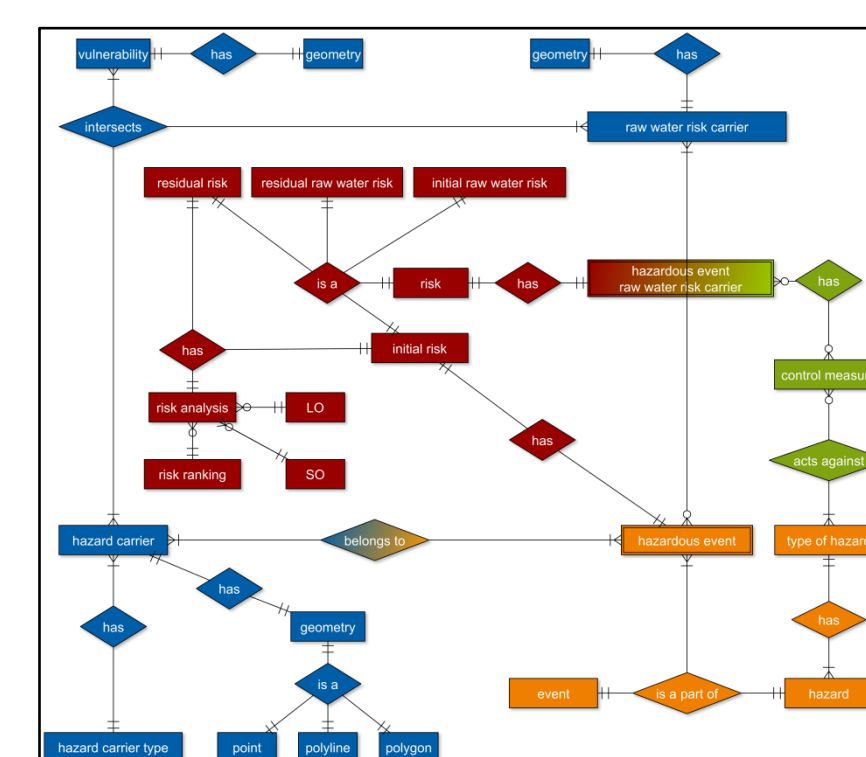 vulnerability
has
geometry
geometry
has
intersects
raw water risk carrier
residual risk
residual raw water risk
initial raw water risk
is a
risk
has
hazardous event
raw water risk carrier
has
has
initial risk
control measu
risk analysis
LO
has
acts against
risk ranking
SO
hazard carrier
belongs to
hazardous event
type of hazard
has
has
geometry
has
is a
event
is a part of
hazard
hazard carrier type
point
polyline
polygon